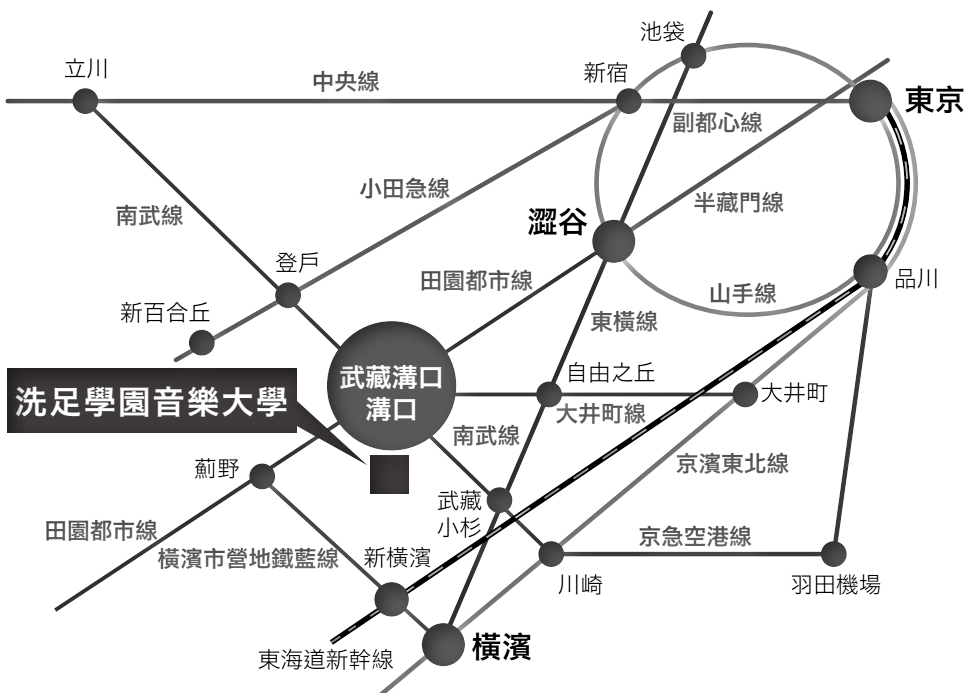 池袋
立川
新宿
中央線
東京
副都心線
小田急線
半藏門線
南武線
澀谷
登戶
田園都市線
品川
山手線
新百合丘
東橫線
武藏溝口
溝口
自由之丘
洗足學園音樂大學
大井町
大井町線
南武線
薊野
京濱東北線
武藏
小杉
田園都市線
京急空港線
橫濱市營地鐵藍線
新橫濱
川崎
羽田機場
橫濱
東海道新幹線